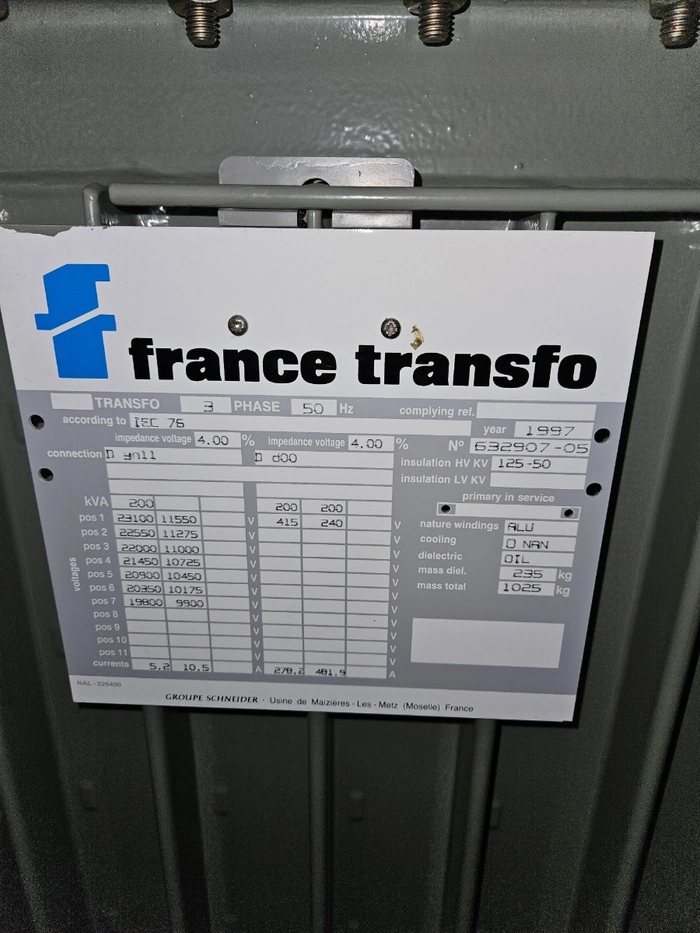 france transfo
TRANSFO 3 PHASE 50 Hz complying ref.
according to IEC 76 year 1997
impedance voltage 4.00 % impedance voltage 4.00 % N° 632907-05
connection D yn11 D d00 insulation HV KV 125-50
insulation LV KV
primary in service
kVA 200 200 200
pos 1 23100 11550 V 415 240 V nature windings ALU
pos 2 22550 11275 V V cooling O NAN
pos 3 22000 11000 V V dielectric OIL
pos 4 21450 10725 V V mass diel. 235 kg
pos 5 20900 10450 V V mass total 1025 kg
voltages
pos 6 20350 10175 V V
pos 7 19800 9900 V V
pos 8 V V
pos 9 V V
pos 10 V V
pos 11 V V
currents 5,2 10,5 A 278,2 481,9 A
NAL-226495
GROUPE SCHNEIDER - Usine de Maizières - Les - Metz (Moselle) France